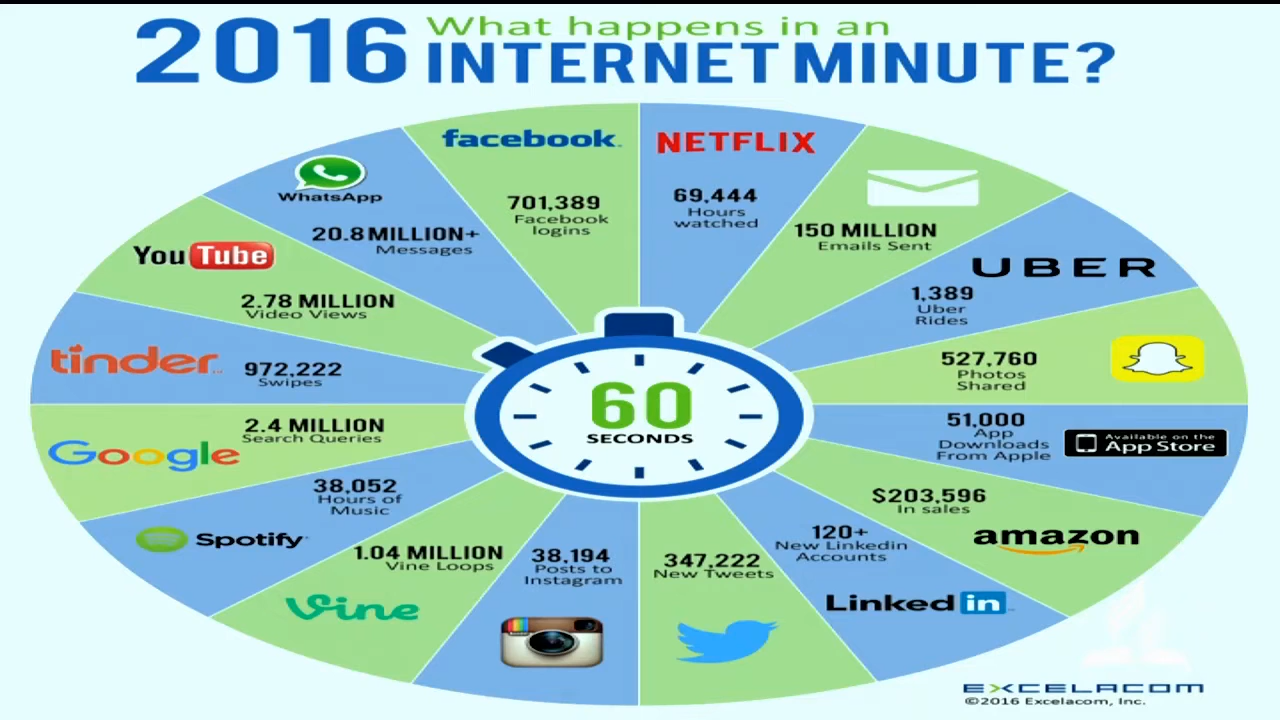 2016 What happens in an
INTERNET MINUTE?
facebook
701,389
Facebook
logins
NETFLIX
69,444
Hours
watched
150 MILLION
Emails Sent
UBER
1,389
Uber
Rides
527,760
Photos
Shared
51,000
App
Downloads
From Apple
Available on the
App Store
$203,596
In sales
amazon
120+
New Linkedin
Accounts
Linked in
347,222
New Tweets
38,194
Posts to
Instagram
1.04 MILLION
Vine Loops
Vine
38,052
Hours of
Music
Spotify
2.4 MILLION
Search Queries
Google
972,222
Swipes
tinder
2.78 MILLION
Video Views
You Tube
WhatsApp
20.8 MILLION+
Messages
60
SECONDS
EXCELACOM
©2016 Excelacom, Inc.